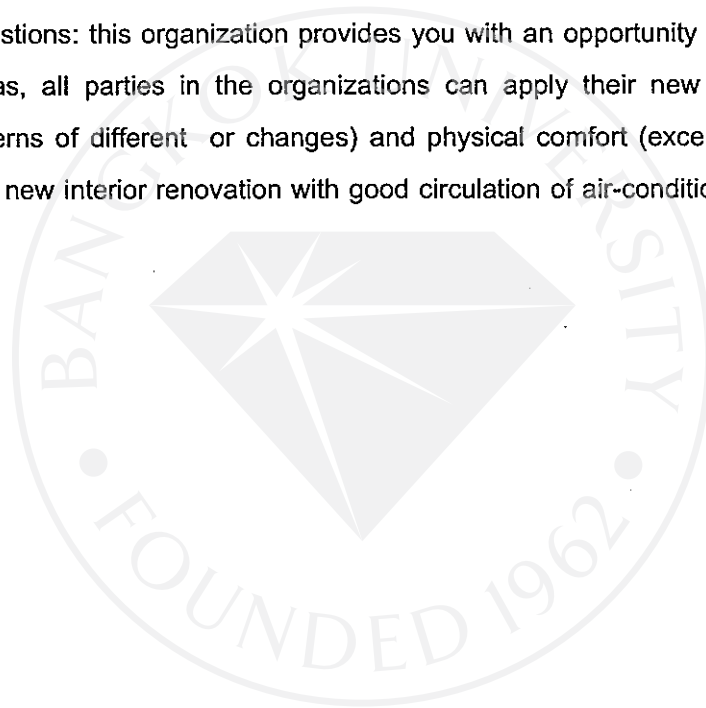 stions: this organization provides you with an opportunity
as, all parties in the organizations can apply their new
erns of different or changes) and physical comfort (exce
new interior renovation with good circulation of air-conditio
BANGKOK UNIVERSITY
FOUNDED 1962